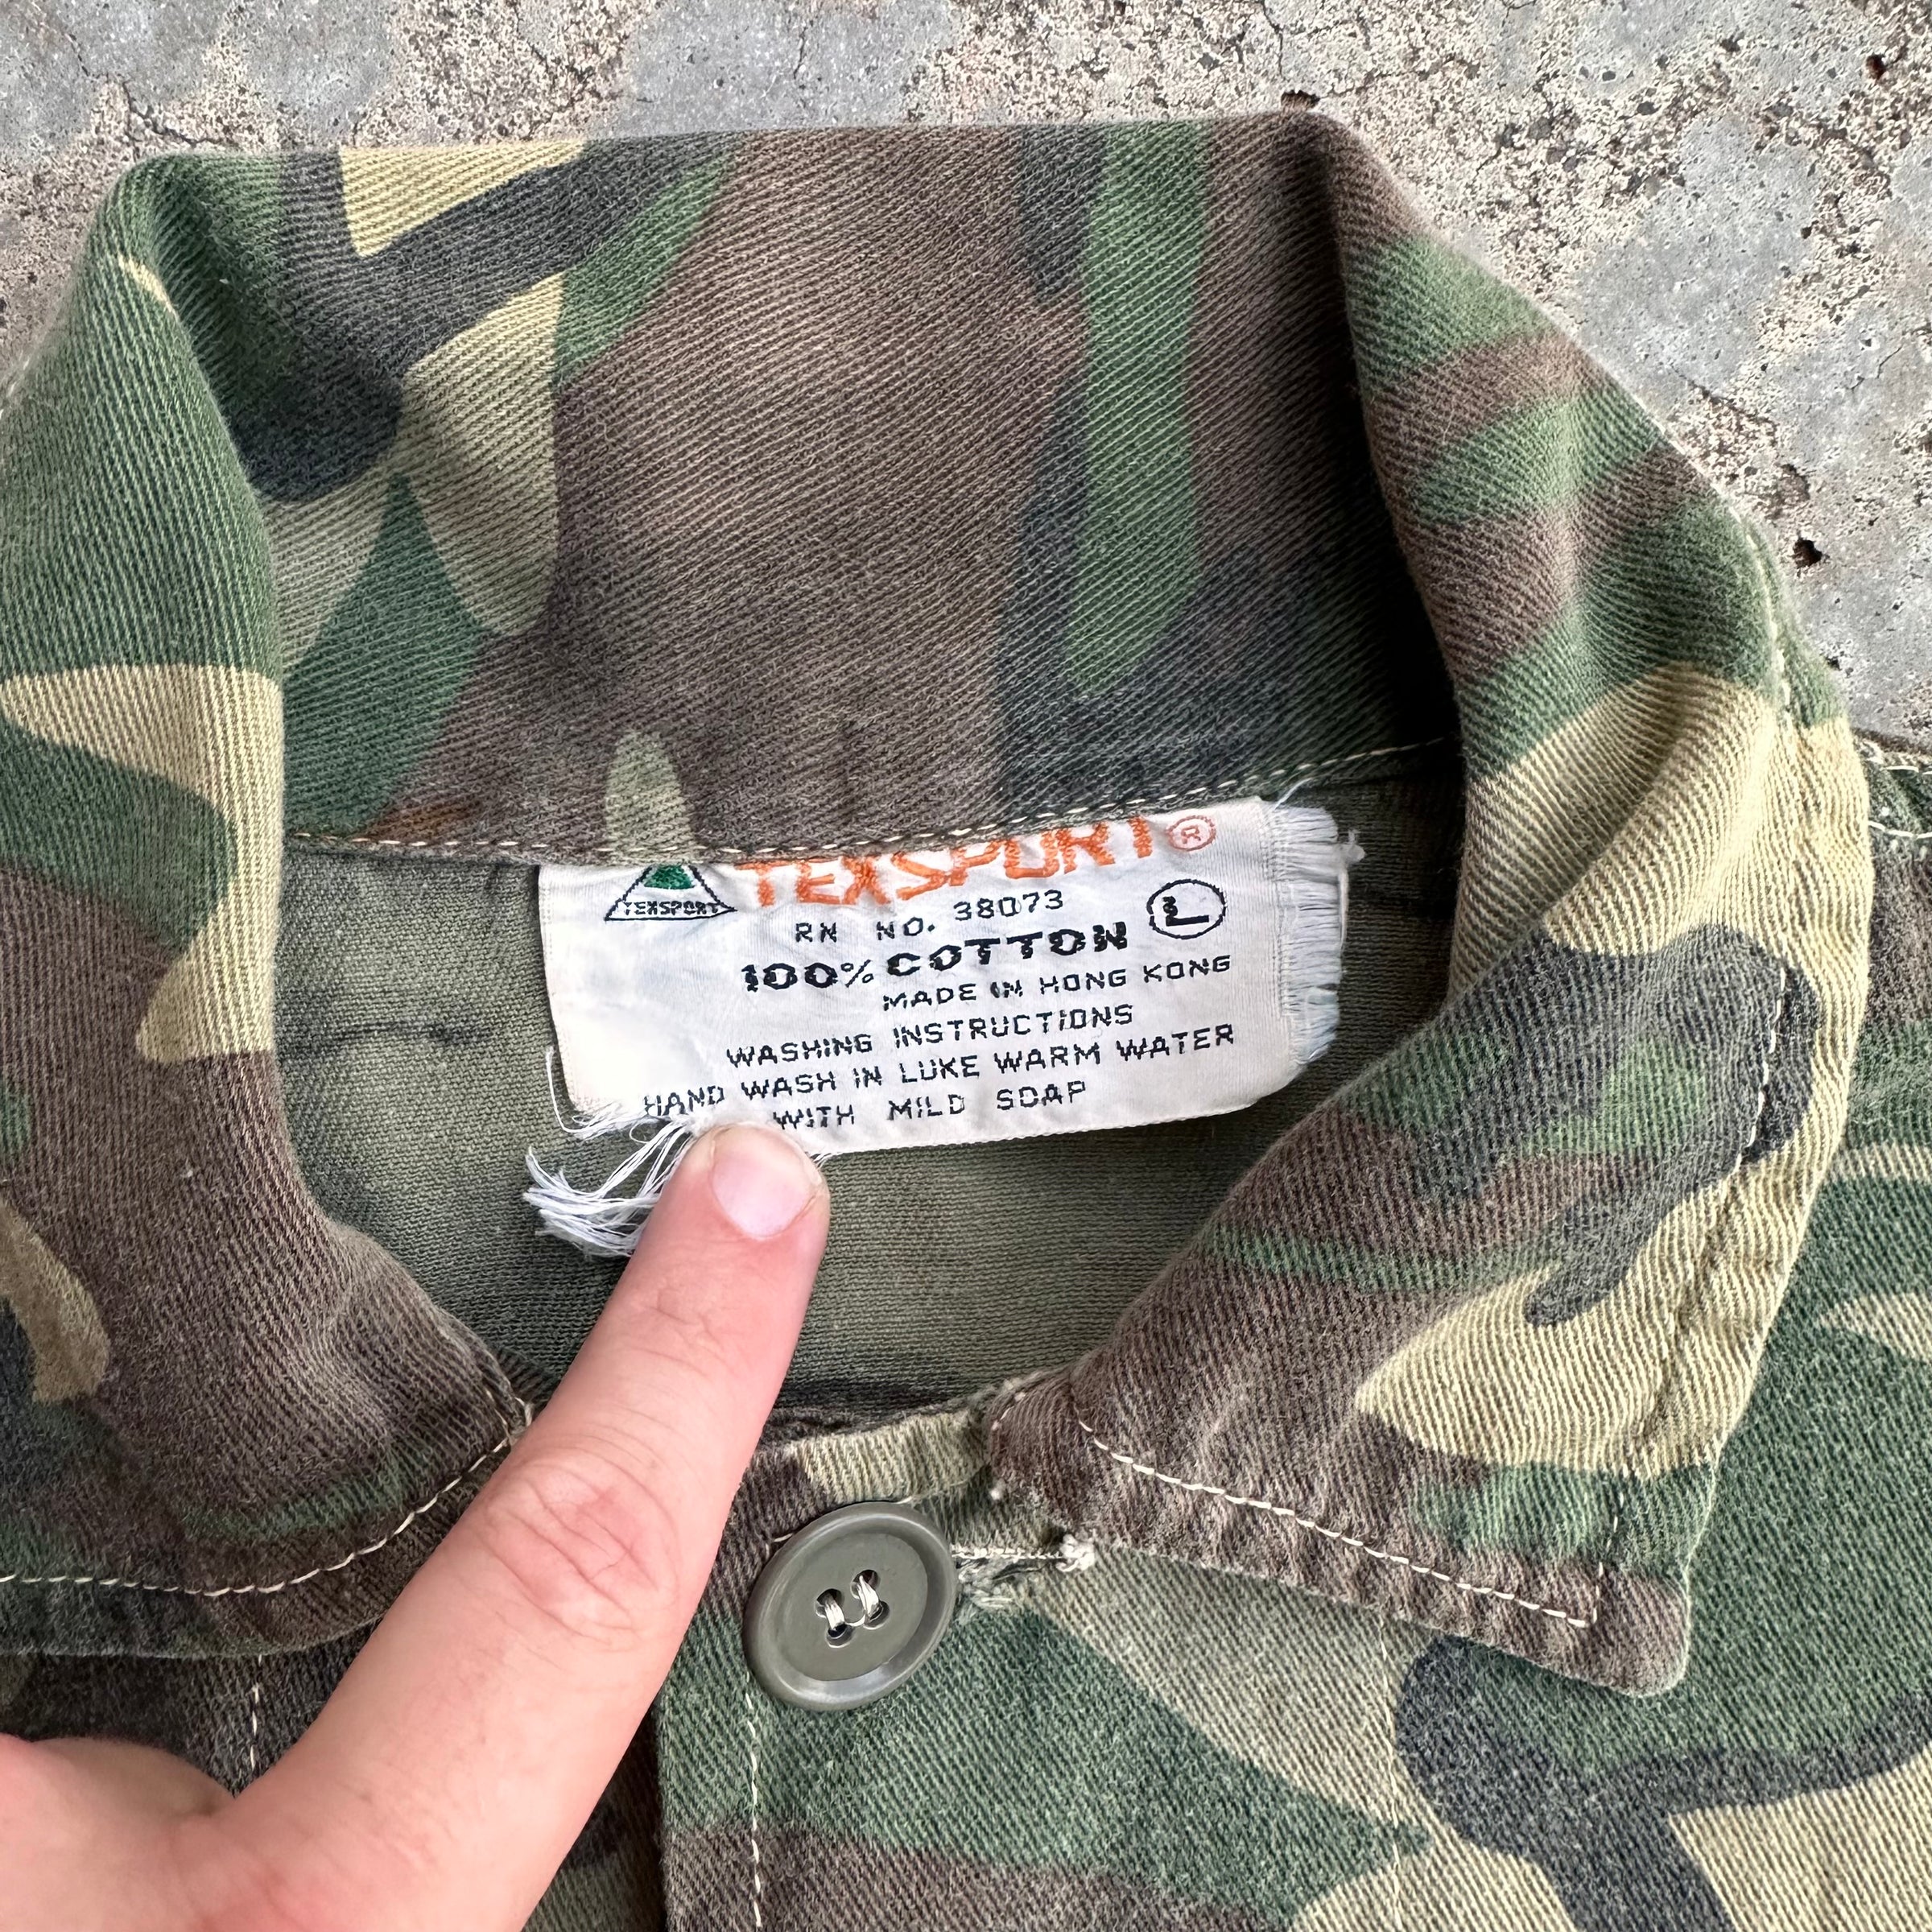 TEXSPORT TEXSPORT®
RN NO. 38073 L
100% COTTON
MADE IN HONG KONG
WASHING INSTRUCTIONS
HAND WASH IN LUKE WARM WATER
WITH MILD SOAP